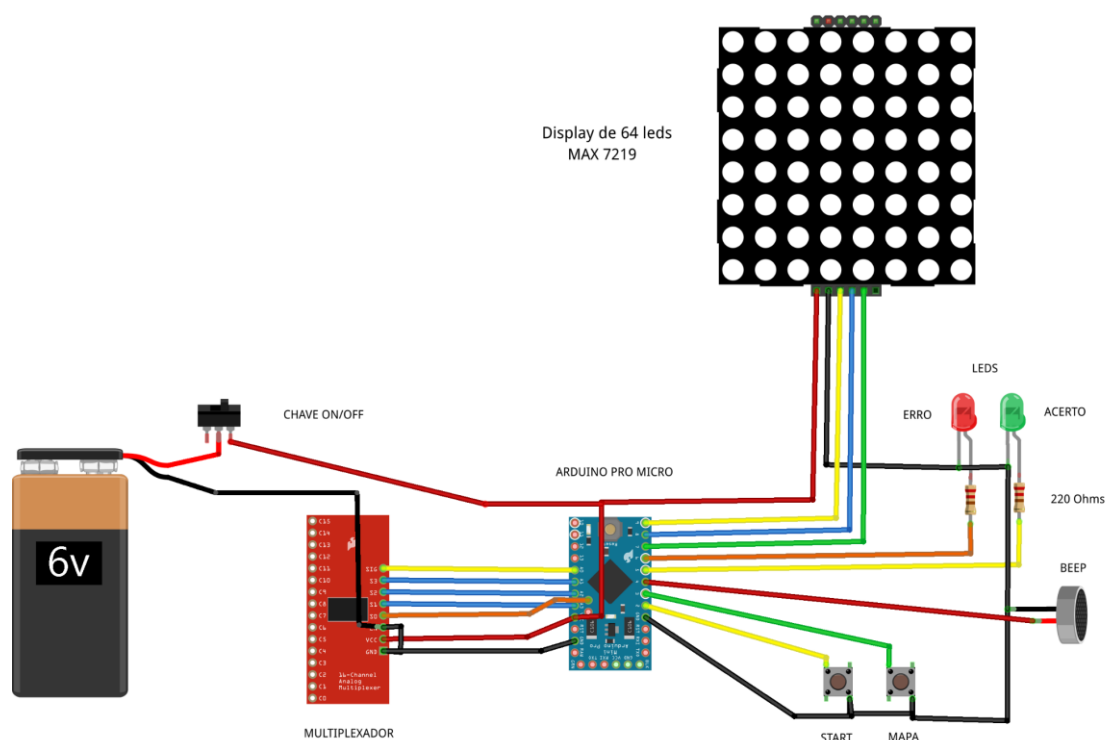 Display de 64 leds
MAX 7219
LEDS
CHAVE ON/OFF
ERRO
ACERTO
ARDUINO PRO MICRO
220 Ohms
6v
BEEP
C15
C14
C13
C12
C11
C10
C9
C8
C7
C6
C5
C4
C3
C2
C1
C0
SIG
S3
S2
S1
S0
VCC
GND
16-Channel
Analog
Multiplexer
MULTIPLEXADOR
START
MAPA